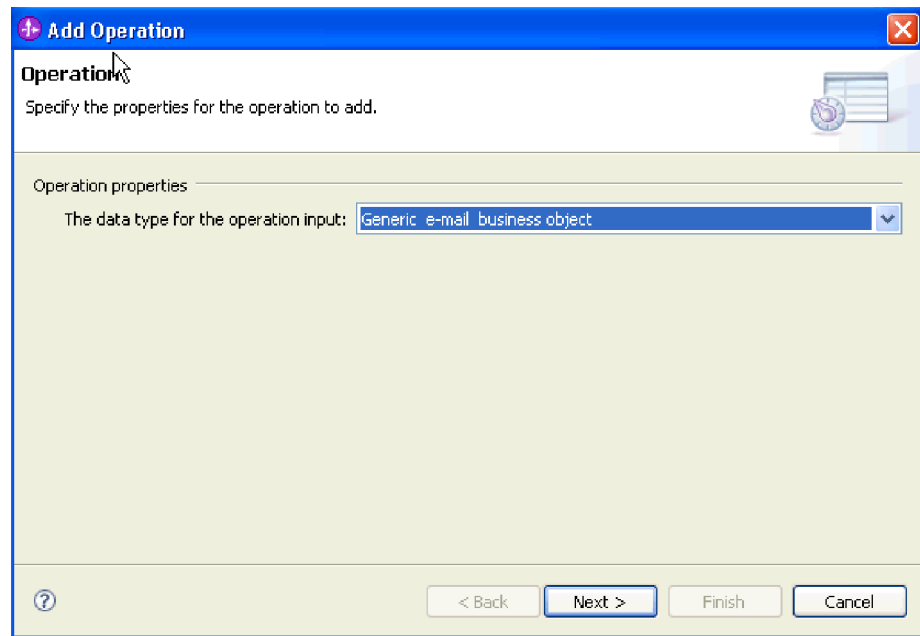 Add Operation
Operation
Specify the properties for the operation to add.
Operation properties
The data type for the operation input: Generic e-mail business object
< Back Next > Finish Cancel